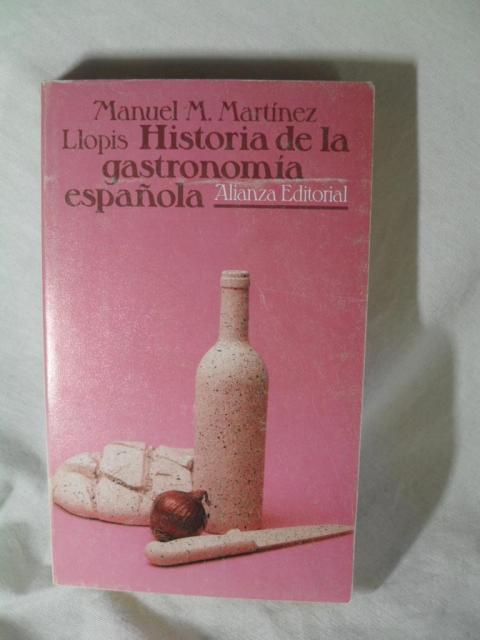 Manuel M. Martínez
Llopis Historia de la
gastronomía
española Alianza Editorial